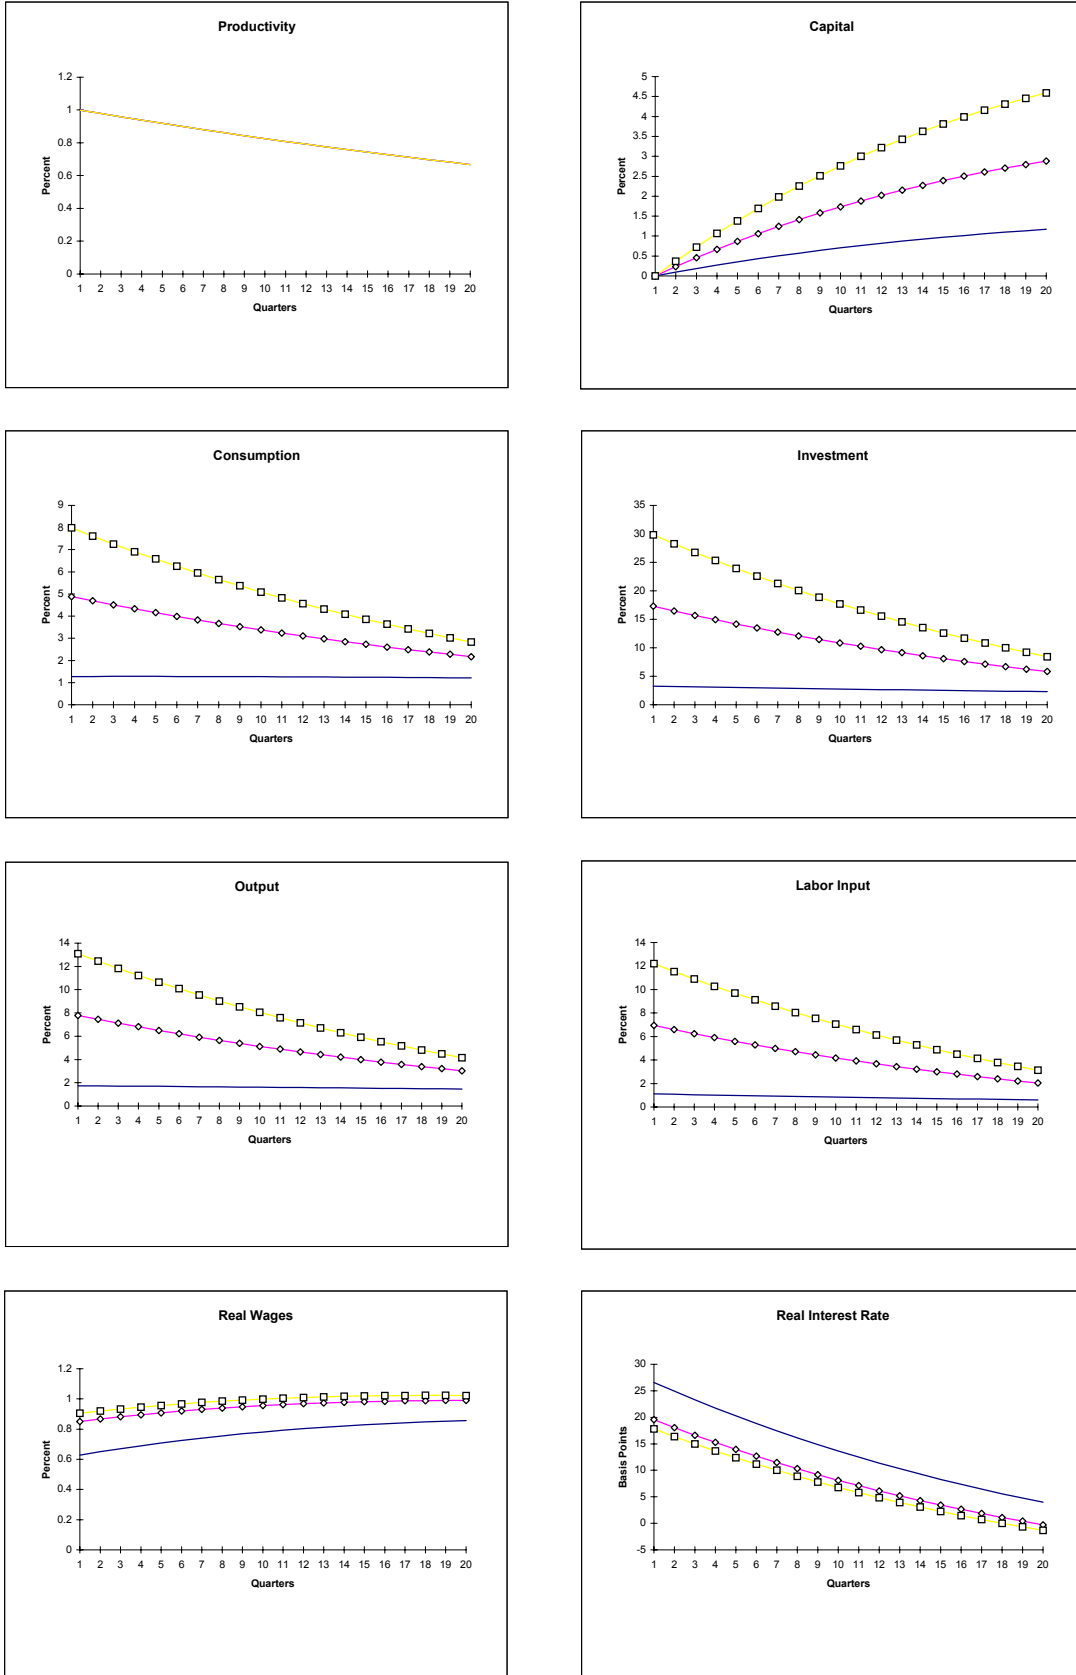 Productivity
1.2
1
0.8
0.6
0.4
0.2
0
Percent
1 2 3 4 5 6 7 8 9 10 11 12 13 14 15 16 17 18 19 20
Quarters
Capital
5
4.5
4
3.5
3
2.5
2
1.5
1
0.5
0
Percent
1 2 3 4 5 6 7 8 9 10 11 12 13 14 15 16 17 18 19 20
Quarters
Consumption
9
8
7
6
5
4
3
2
1
0
Percent
1 2 3 4 5 6 7 8 9 10 11 12 13 14 15 16 17 18 19 20
Quarters
Investment
35
30
25
20
15
10
5
0
Percent
1 2 3 4 5 6 7 8 9 10 11 12 13 14 15 16 17 18 19 20
Quarters
Output
14
12
10
8
6
4
2
0
Percent
1 2 3 4 5 6 7 8 9 10 11 12 13 14 15 16 17 18 19 20
Quarters
Labor Input
14
12
10
8
6
4
2
0
Percent
1 2 3 4 5 6 7 8 9 10 11 12 13 14 15 16 17 18 19 20
Quarters
Real Wages
1.2
1
0.8
0.6
0.4
0.2
0
Percent
1 2 3 4 5 6 7 8 9 10 11 12 13 14 15 16 17 18 19 20
Quarters
Real Interest Rate
30
25
20
15
10
5
0
-5
Basis Points
1 2 3 4 5 6 7 8 9 10 11 12 13 14 15 16 17 18 19 20
Quarters